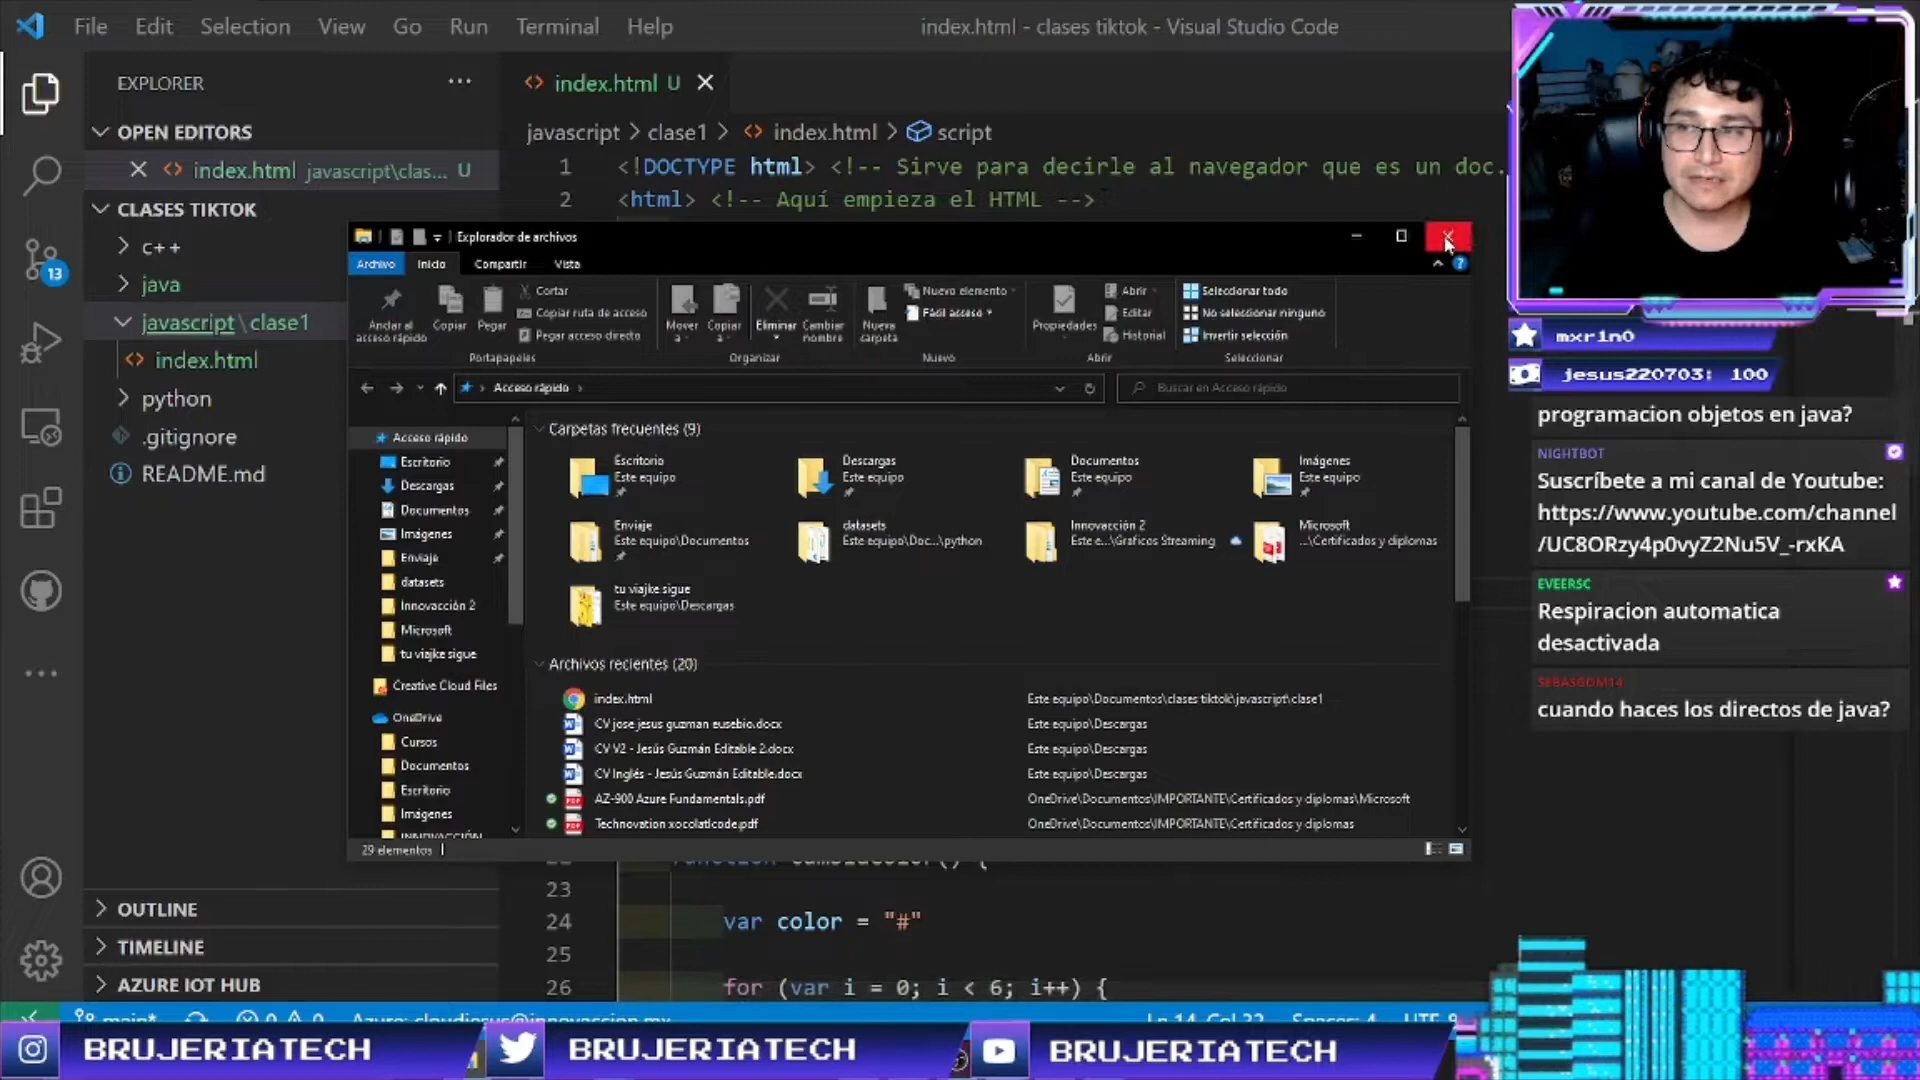 File Edit Selection View Go Run Terminal Help
index.html - clases tiktok - Visual Studio Code
EXPLORER ···
OPEN EDITORS
index.html javascript\clas... U
CLASES TIKTOK
c++
java
javascript\clase1
index.html
python
.gitignore
README.md
OUTLINE
TIMELINE
AZURE IOT HUB
13
index.html U
javascript > clase1 > index.html > script
1 <!DOCTYPE html> <!-- Sirve para decirle al navegador que es un doc.
2 <html> <!-- Aquí empieza el HTML -->
Explorador de archivos
Archivo Inicio Compartir Vista
Anclar al acceso rápido
Copiar
Pegar
Cortar
Copiar ruta de acceso
Pegar acceso directo
Portapapeles
Mover a
Copiar a
Eliminar
Cambiar nombre
Organizar
Nueva carpeta
Nuevo elemento
Fácil acceso
Nuevo
Propiedades
Abrir
Editar
Historial
Abrir
Seleccionar todo
No seleccionar ninguno
Invertir selección
Seleccionar
Acceso rápido
Buscar en Acceso rápido
Acceso rápido
Escritorio
Descargas
Documentos
Imágenes
Enviaje
datasets
Innovacción 2
Microsoft
tu viajke sigue
Creative Cloud Files
OneDrive
Cursos
Documentos
Escritorio
Imágenes
INNOVACCIÓN
29 elementos
Carpetas frecuentes (9)
Escritorio
Este equipo
Descargas
Este equipo
Documentos
Este equipo
Imágenes
Este equipo
Enviaje
Este equipo\Documentos
datasets
Este equipo\Doc...\python
Innovacción 2
Este e...\Graficos Streaming
Microsoft
...\Certificados y diplomas
tu viajke sigue
Este equipo\Descargas
Archivos recientes (20)
index.html Este equipo\Documentos\clases tiktok\javascript\clase1
CV jose jesus guzman eusebio.docx Este equipo\Descargas
CV V2 - Jesús Guzmán Editable 2.docx Este equipo\Descargas
CV Inglés - Jesús Guzmán Editable.docx Este equipo\Descargas
AZ-900 Azure Fundamentals.pdf OneDrive\Documentos\IMPORTANTE\Certificados y diplomas\Microsoft
Technovation xocolatlcode.pdf OneDrive\Documentos\IMPORTANTE\Certificados y diplomas
23
24 var color = "#"
25
26 for (var i = 0; i < 6; i++) {
mxr1n0
jesus220703: 100
programacion objetos en java?
NIGHTBOT
Suscríbete a mi canal de Youtube:
https://www.youtube.com/channel
/UC8ORzy4p0vyZ2Nu5V_-rxKA
EVEERSC
Respiracion automatica
desactivada
SEBASGDM14
cuando haces los directos de java?
BRUJERIATECH
BRUJERIATECH
BRUJERIATECH